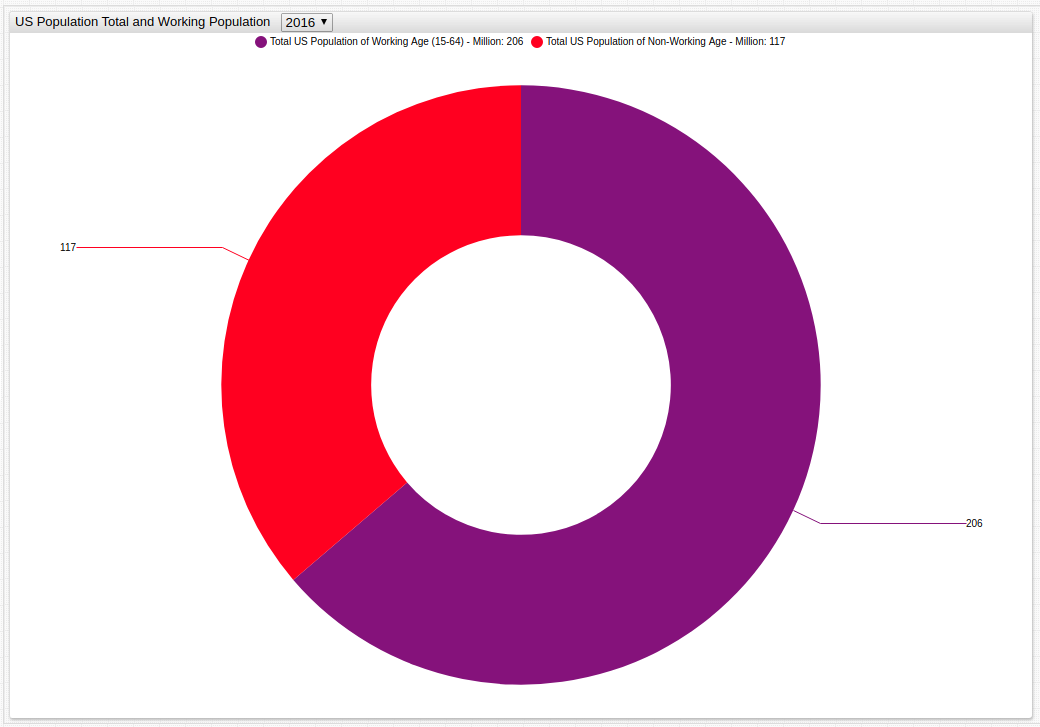 US Population Total and Working Population 2016 ▼
Total US Population of Working Age (15-64) - Million: 206 Total US Population of Non-Working Age - Million: 117
117
206